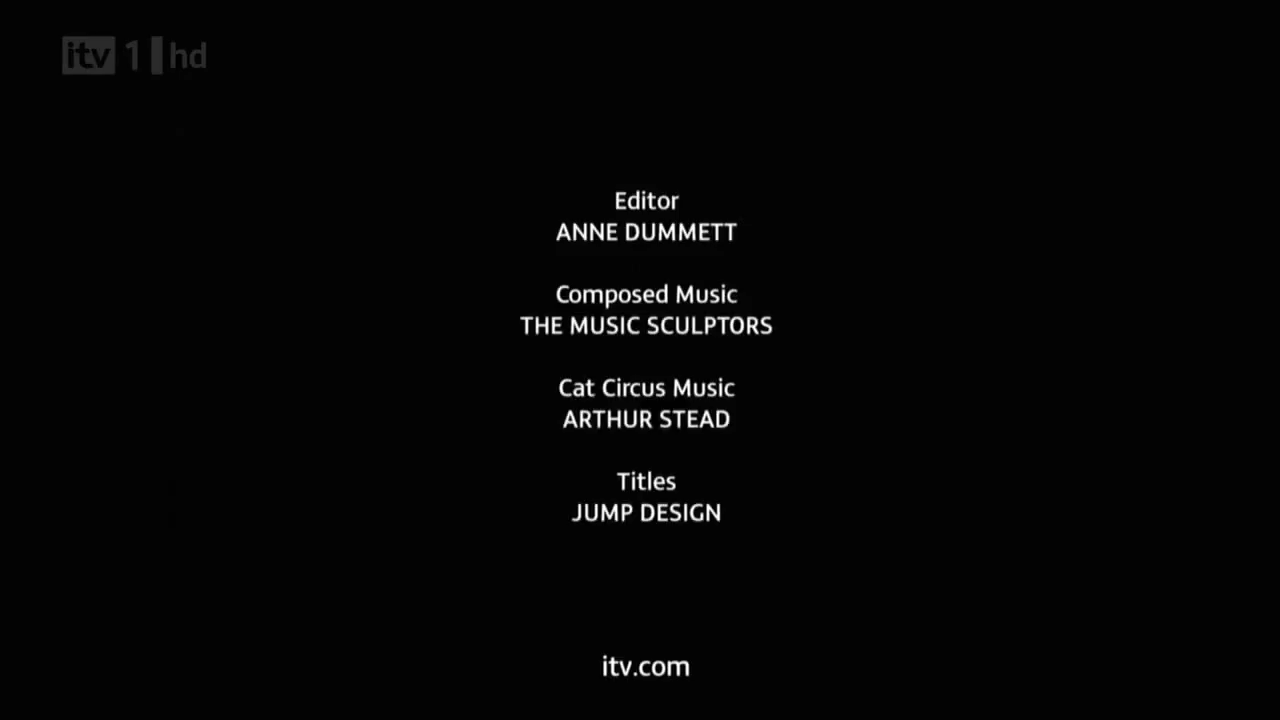 itv 1 hd
Editor
ANNE DUMMETT
Composed Music
THE MUSIC SCULPTORS
Cat Circus Music
ARTHUR STEAD
Titles
JUMP DESIGN
itv.com